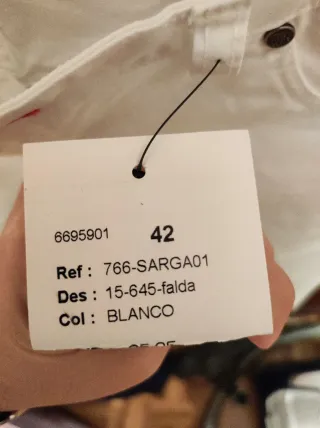 6695901 42
Ref : 766-SARGA01
Des : 15-645-falda
Col : BLANCO